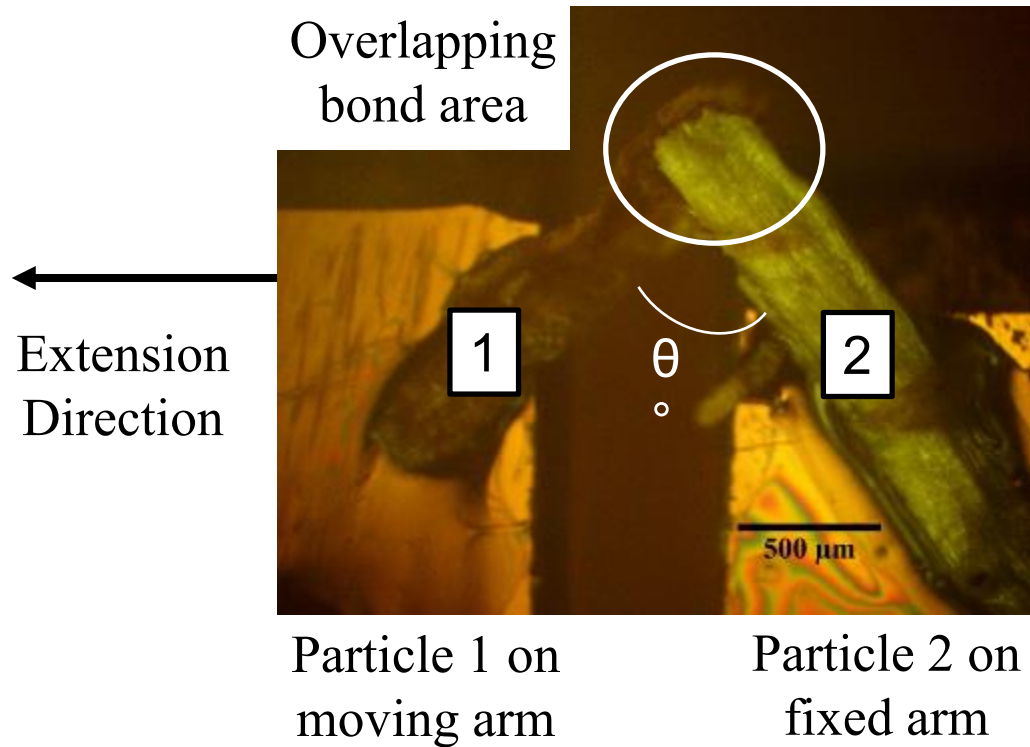 Overlapping
bond area
Extension
Direction
1
2
θ
°
500 μm
Particle 1 on
moving arm
Particle 2 on
fixed arm